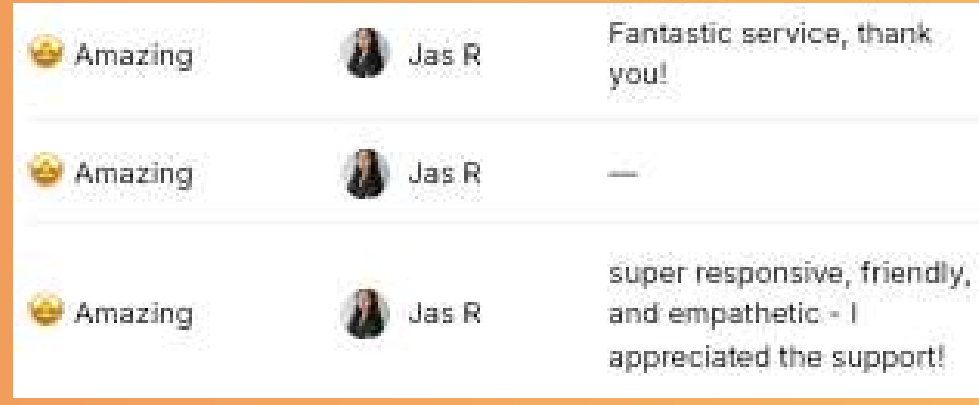 🤩 Amazing Jas R Fantastic service, thank
you!
🤩 Amazing Jas R —
super responsive, friendly,
🤩 Amazing Jas R and empathetic - I
appreciated the support!